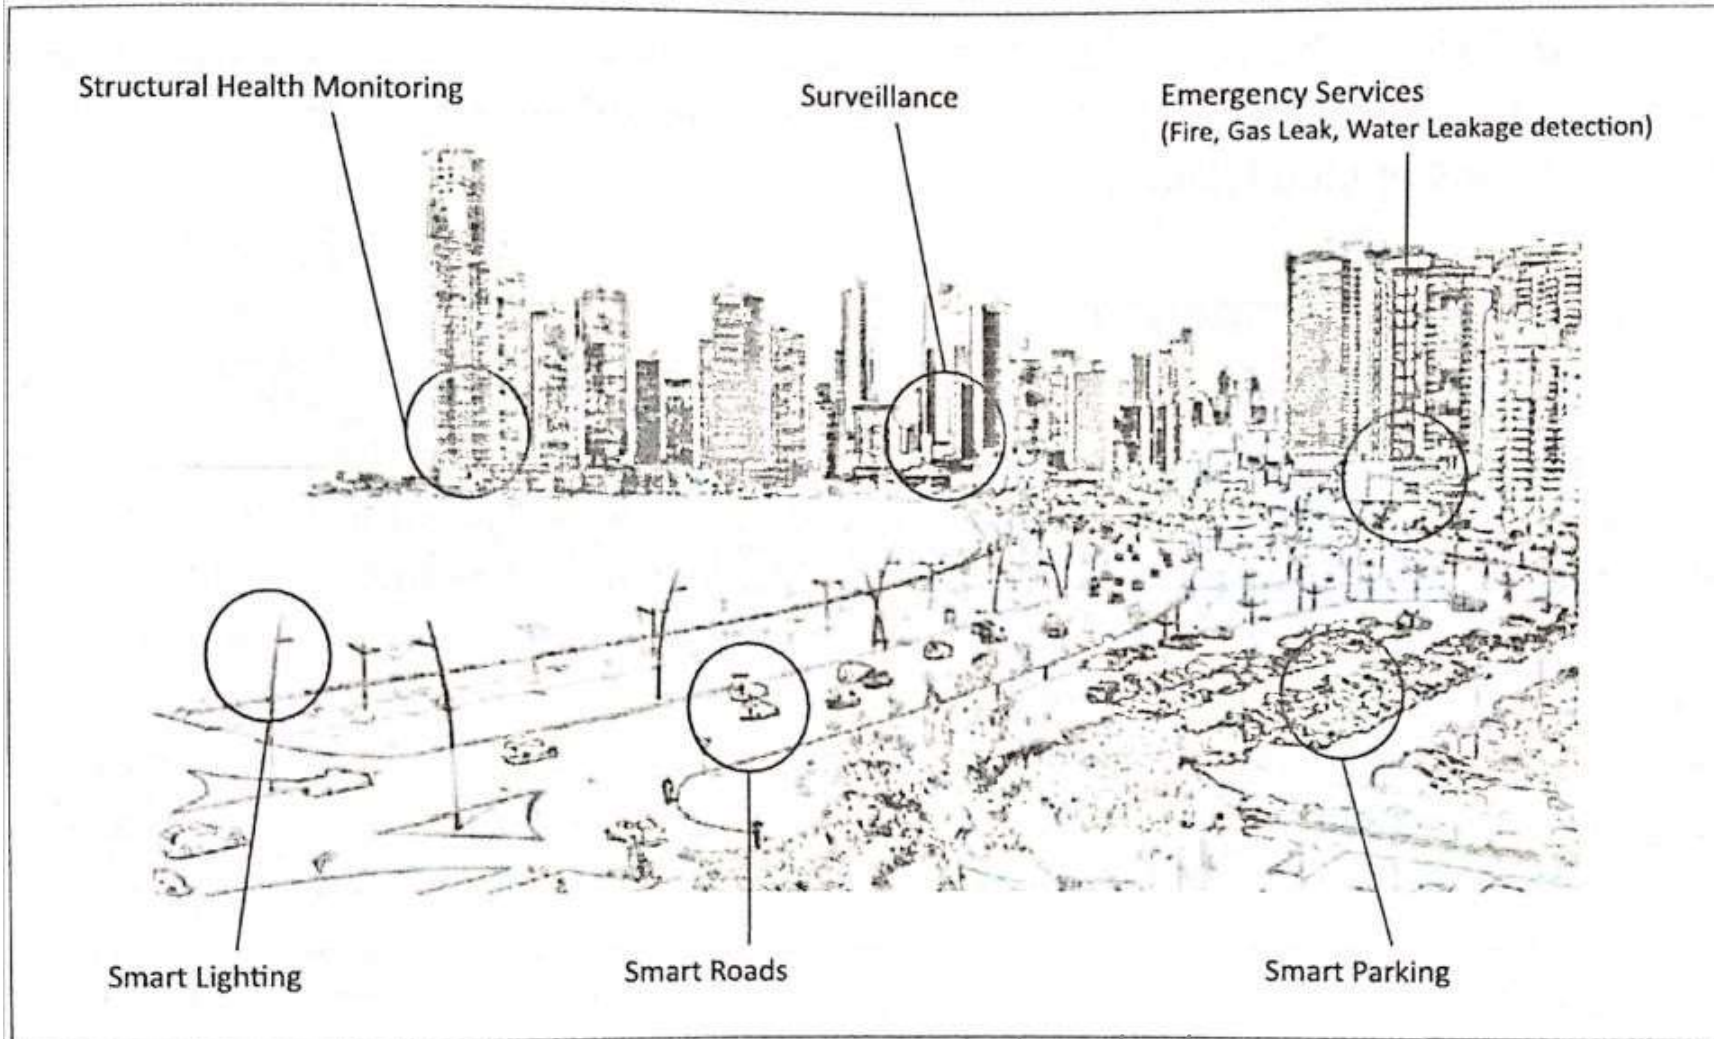 Structural Health Monitoring
Surveillance
Emergency Services
(Fire, Gas Leak, Water Leakage detection)
Smart Lighting
Smart Roads
Smart Parking